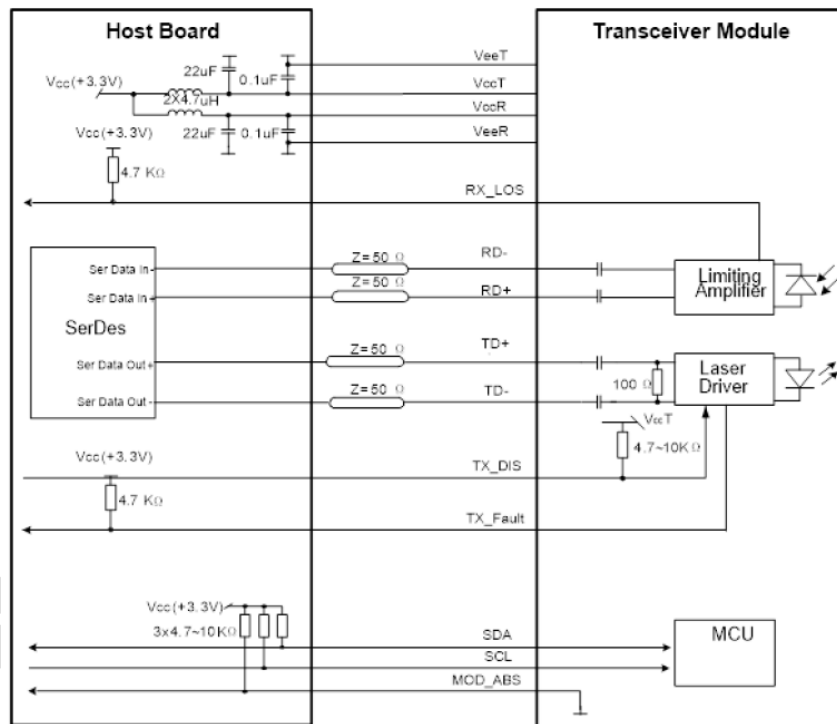 Host Board
Transceiver Module
VeeT
22uF
0.1uF
Vcc(+3.3V)
VccT
2X4.7uH
VccR
Vcc(+3.3V)
22uF
0.1uF
VeeR
4.7 KΩ
RX_LOS
Z=50 Ω
RD-
Ser Data In -
Z=50 Ω
Limiting
Amplifier
Ser Data In +
RD+
SerDes
Z=50 Ω
TD+
Ser Data Out +
Laser
Driver
Z=50 Ω
100 Ω
Ser Data Out -
TD-
VccT
4.7~10KΩ
Vcc(+3.3V)
TX_DIS
4.7 KΩ
TX_Fault
Vcc(+3.3V)
3x4.7~10KΩ
SDA
MCU
SCL
MOD_ABS